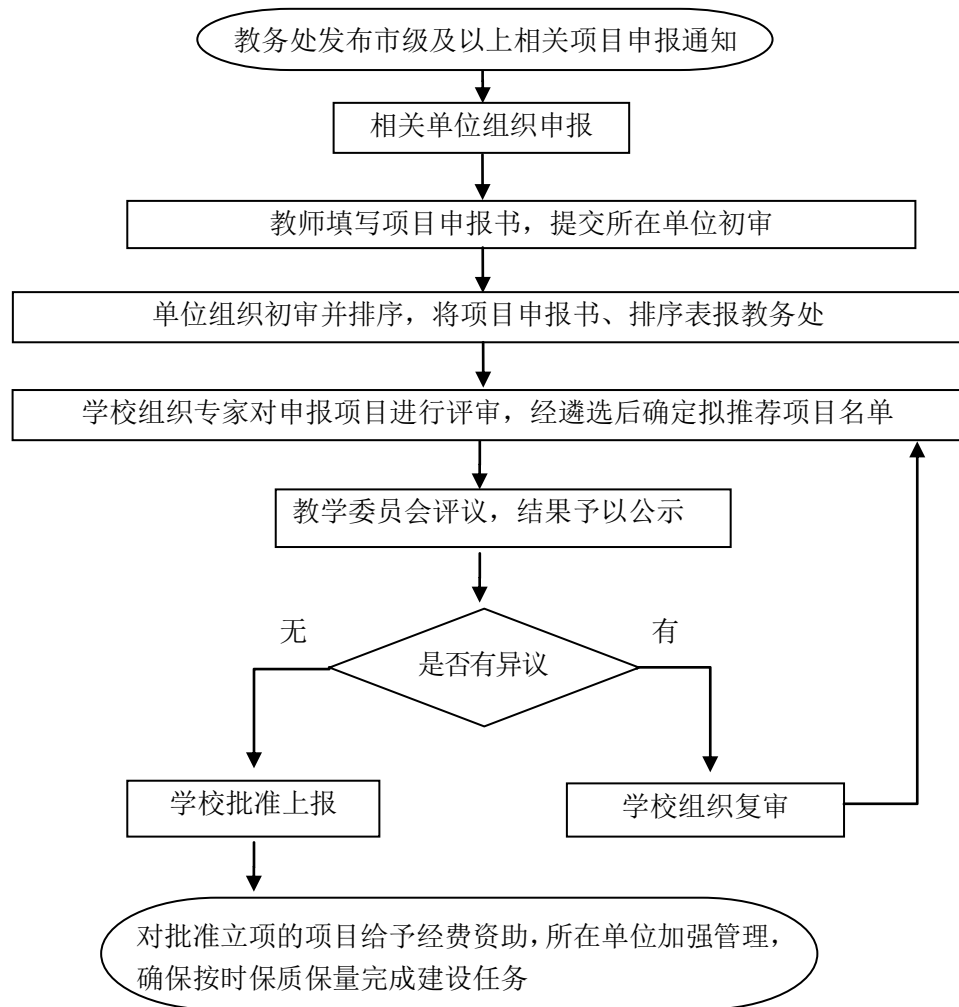 教务处发布市级及以上相关项目申报通知
相关单位组织申报
教师填写项目申报书，提交所在单位初审
单位组织初审并排序，将项目申报书、排序表报教务处
学校组织专家对申报项目进行评审，经遴选后确定拟推荐项目名单
教学委员会评议，结果予以公示
无
有
是否有异议
学校批准上报
学校组织复审
对批准立项的项目给予经费资助，所在单位加强管理，
确保按时保质保量完成建设任务